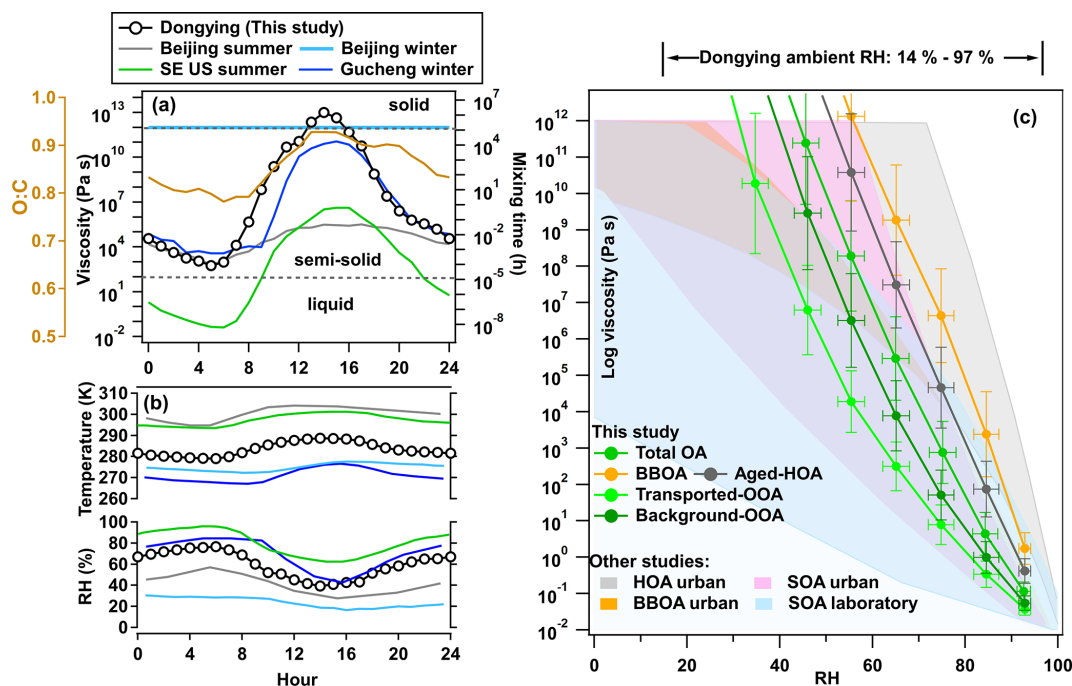 Dongying (This study)
Beijing summer
Beijing winter
SE US summer
Gucheng winter
(a)
solid
semi-solid
liquid
O:C
1.0
0.9
0.8
0.7
0.6
0.5
Viscosity (Pa s)
10^13
10^10
10^7
10^4
10^1
10^-2
Mixing time (h)
10^7
10^4
10^1
10^-2
10^-5
10^-8
0 4 8 12 16 20 24
(b)
Temperature (K)
310
300
290
280
270
260
RH (%)
100
80
60
40
20
0
0 4 8 12 16 20 24
Hour
Dongying ambient RH: 14 % - 97 %
(c)
Log viscosity (Pa s)
10^12
10^11
10^10
10^9
10^8
10^7
10^6
10^5
10^4
10^3
10^2
10^1
10^0
10^-1
10^-2
This study
Total OA
BBOA
Aged-HOA
Transported-OOA
Background-OOA
Other studies:
HOA urban
SOA urban
BBOA urban
SOA laboratory
0 20 40 60 80 100
RH